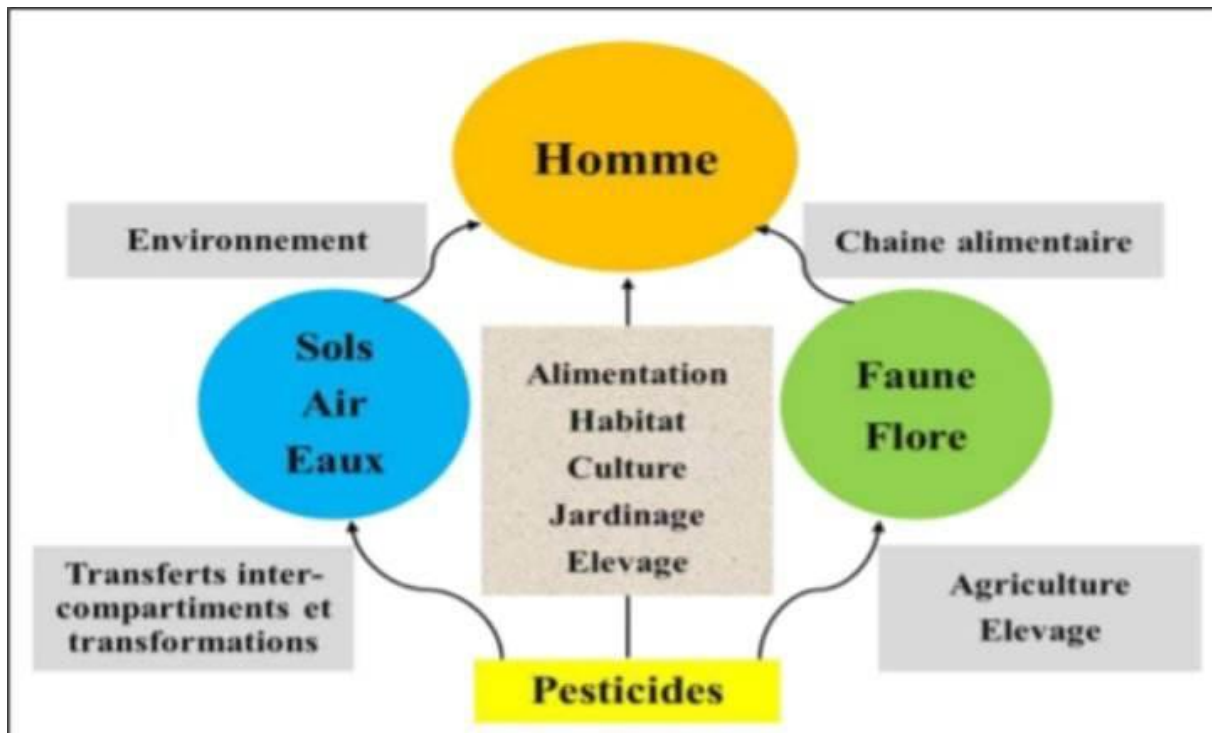 Homme
Environnement
Chaine alimentaire
Sols
Air
Eaux
Alimentation
Habitat
Culture
Jardinage
Elevage
Faune
Flore
Transferts inter-
compartiments et
transformations
Agriculture
Elevage
Pesticides